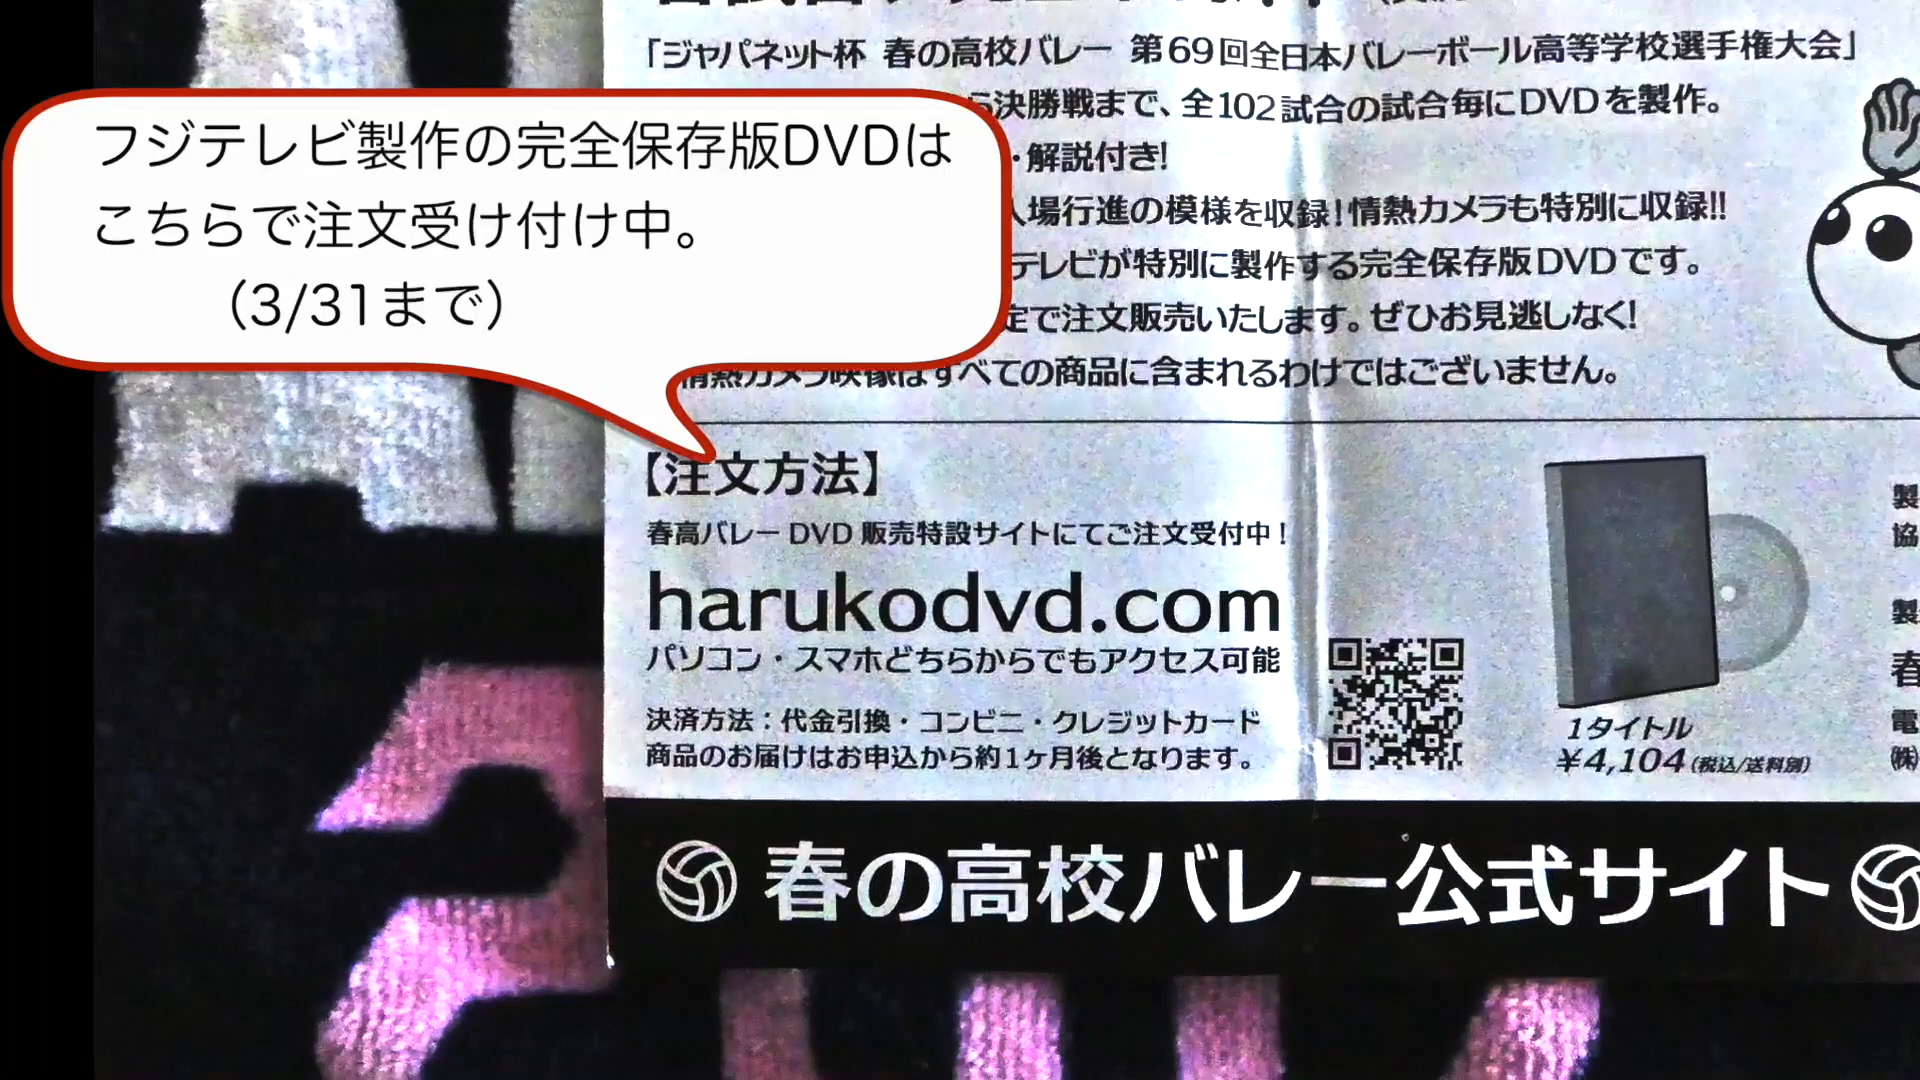 フジテレビ製作の完全保存版DVDは
こちらで注文受け付け中。
（3/31まで）
「ジャパネット杯 春の高校バレー 第69回全日本バレーボール高等学校選手権大会」
決勝戦まで、全102試合の試合毎にDVDを製作。
・解説付き!
場行進の模様を収録!情熱カメラも特別に収録!!
テレビが特別に製作する完全保存版DVDです。
定で注文販売いたします。ぜひお見逃しなく!
情熱カメラ映像はすべての商品に含まれるわけではございません。
【注文方法】
春高バレー DVD 販売特設サイトにてご注文受付中!
harukodvd.com
パソコン・スマホどちらからでもアクセス可能
決済方法：代金引換・コンビニ・クレジットカード
商品のお届けはお申込から約1ヶ月後となります。
1タイトル
¥4,104(税込/送料別)
製
協
製
春
電
㈱
春の高校バレー公式サイト